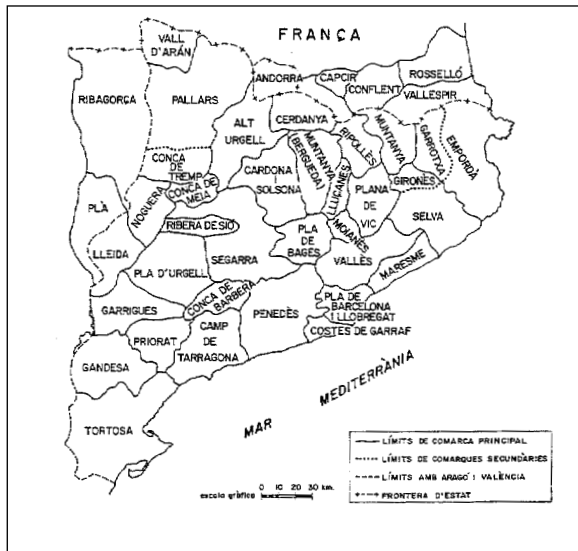 FRANÇA
VALL
D'ARÁN
RIBAGORÇA
PALLARS
ANDORRA
CAPCIR
CONFLENT
ROSSELLÓ
VALLESPIR
ALT
URGELL
CERDANYA
RIPOLLÈS
MUNTANYA
GARROTXA
EMPORDÀ
CONCA
DE
TREMP
CONCA DE
MEIÀ
CARDONA
SOLSONA
MUNTANYA
(BERGUEDÀ)
LLUÇANÈS
PLANA
DE
VIC
GIRONÈS
SELVA
PLÀ
LLEIDA
NOGUERA
RIBERA DE SIÓ
PLA D'URGELL
SEGARRA
PLA
DE
BAGES
MOIANÈS
VALLÈS
MARESME
GARRIGUES
CONCA DE
BARBERÀ
PENEDÈS
PLA DE
BARCELONA
I LLOBREGAT
COSTES DE GARRAF
PRIORAT
CAMP
DE
TARRAGONA
GANDESA
TORTOSA
MAR MEDITERRÀNIA
LÍMITS DE COMARCA PRINCIPAL
LÍMITS DE COMARQUES SECUNDÀRIES
LÍMITS AMB ARAGÓ I VALÈNCIA
FRONTERA D'ESTAT
escala gràfica 0 10 20 30 km.